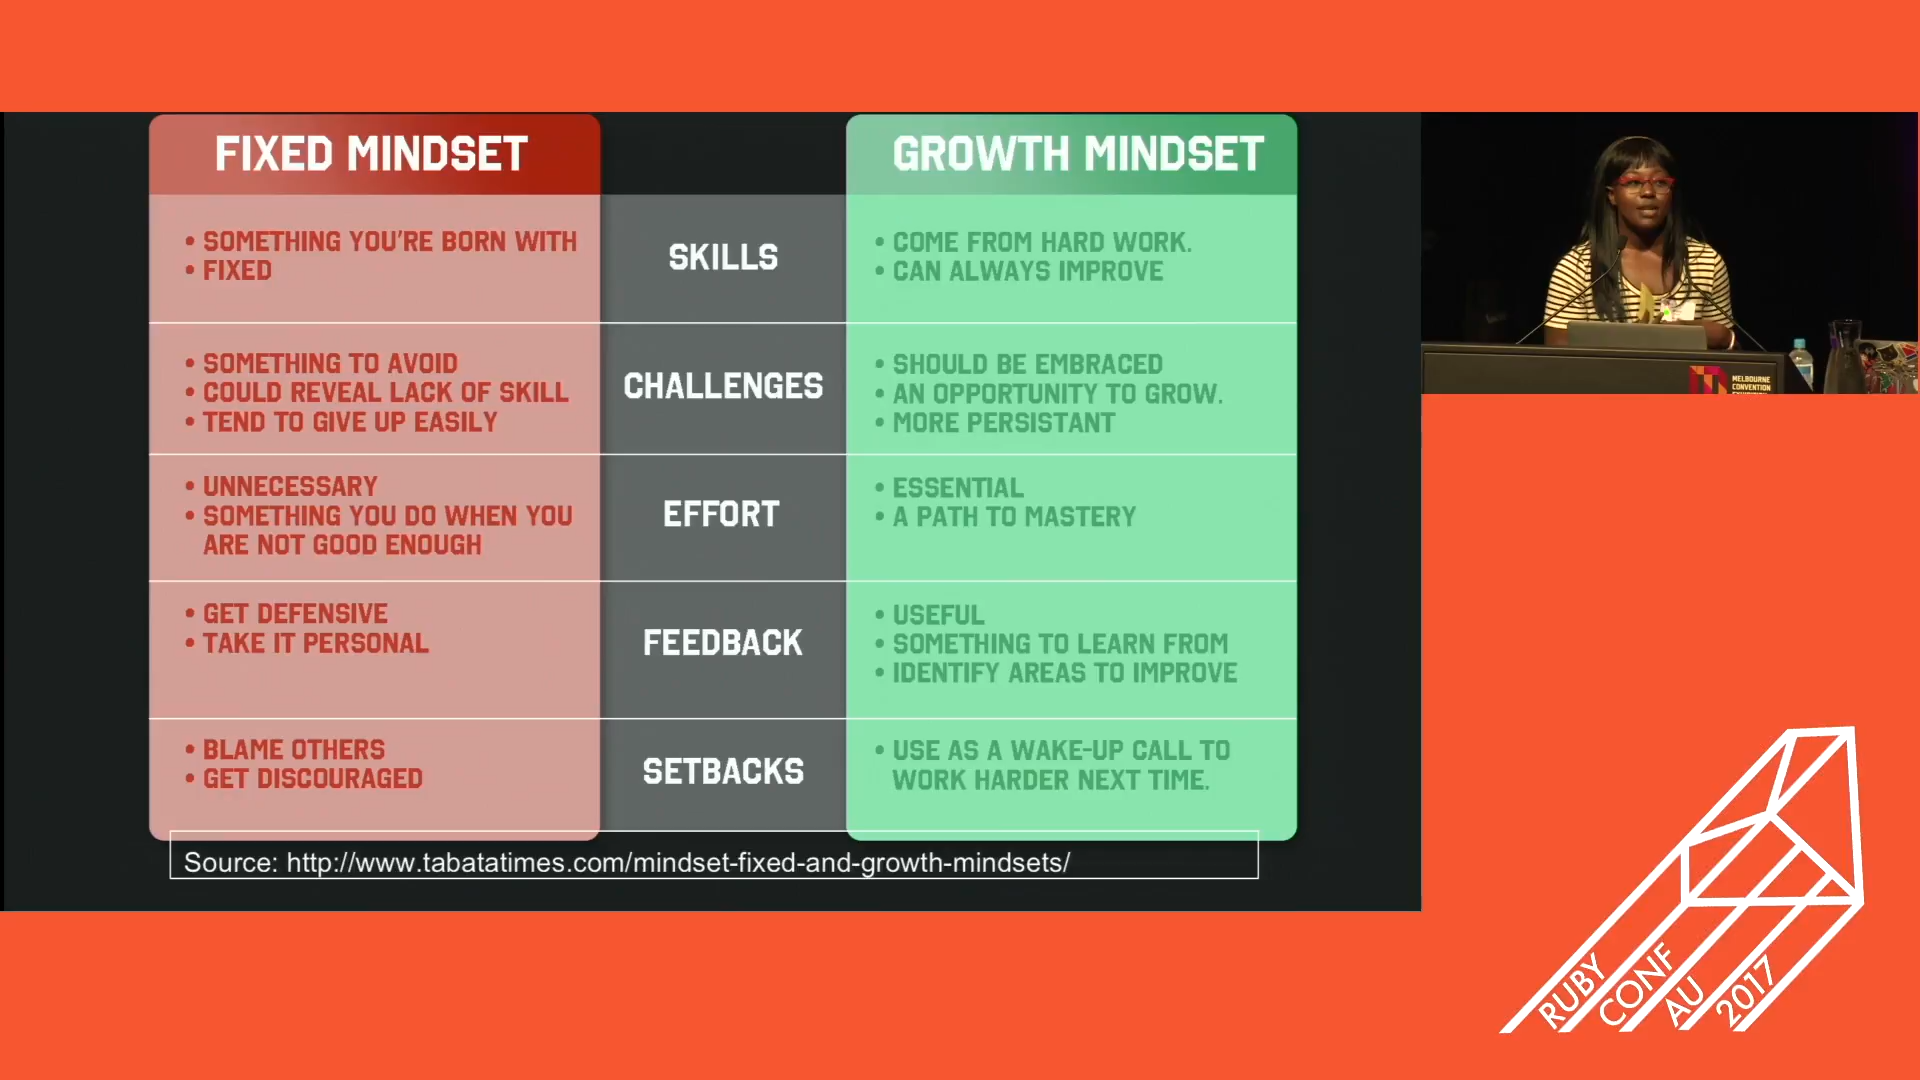 FIXED MINDSET
GROWTH MINDSET
• SOMETHING YOU'RE BORN WITH
• FIXED
SKILLS
• COME FROM HARD WORK.
• CAN ALWAYS IMPROVE
• SOMETHING TO AVOID
• COULD REVEAL LACK OF SKILL
• TEND TO GIVE UP EASILY
CHALLENGES
• SHOULD BE EMBRACED
• AN OPPORTUNITY TO GROW.
• MORE PERSISTANT
• UNNECESSARY
• SOMETHING YOU DO WHEN YOU
ARE NOT GOOD ENOUGH
EFFORT
• ESSENTIAL
• A PATH TO MASTERY
• GET DEFENSIVE
• TAKE IT PERSONAL
FEEDBACK
• USEFUL
• SOMETHING TO LEARN FROM
• IDENTIFY AREAS TO IMPROVE
• BLAME OTHERS
• GET DISCOURAGED
SETBACKS
• USE AS A WAKE-UP CALL TO
WORK HARDER NEXT TIME.
Source: http://www.tabatatimes.com/mindset-fixed-and-growth-mindsets/
MELBOURNE
CONVENTION
RUBY
CONF
AU
2017